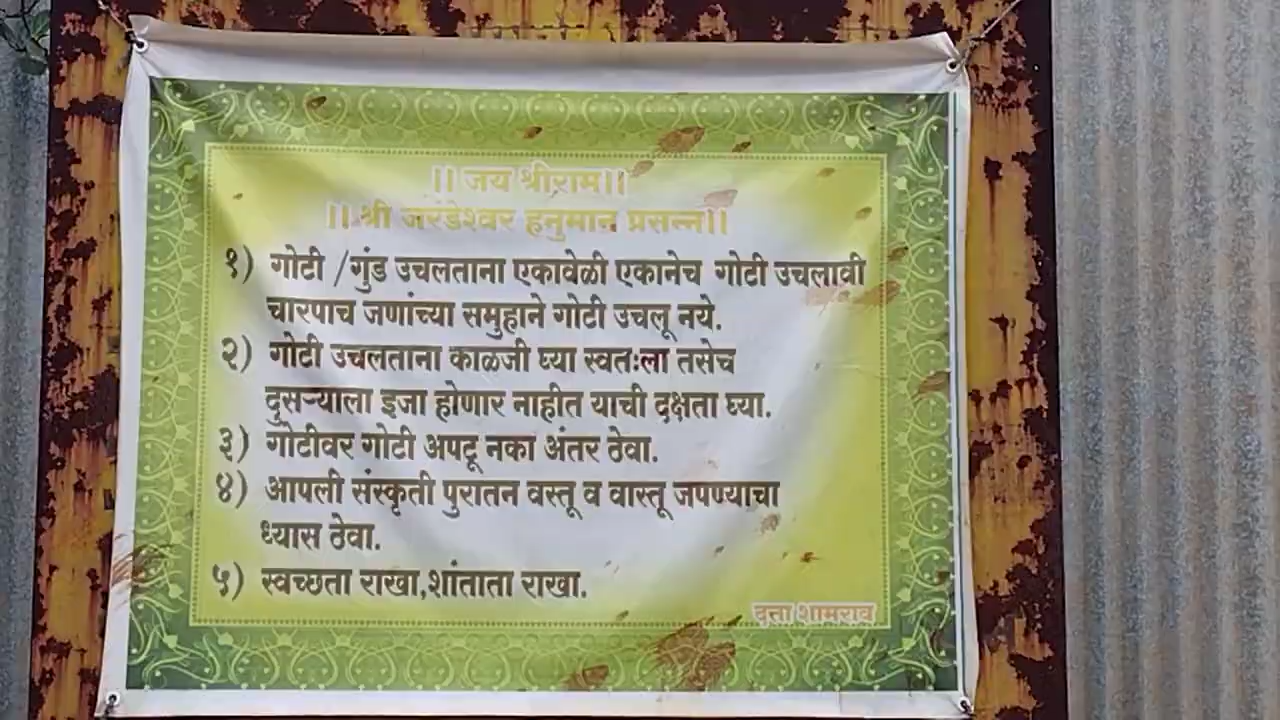 || जय श्रीराम||
|| श्री जरंडेश्वर हनुमान प्रसन्न||
१) गोटी /गुंड उचलताना एकावेळी एकानेच गोटी उचलावी
चारपाच जणांच्या समुहाने गोटी उचलू नये.
२) गोटी उचलताना काळजी घ्या स्वतःला तसेच
दुसऱ्याला इजा होणार नाहीत याची दक्षता घ्या.
३) गोटीवर गोटी अपटू नका अंतर ठेवा.
४) आपली संस्कृती पुरातन वस्तू व वास्तू जपण्याचा
ध्यास ठेवा.
५) स्वच्छता राखा,शांताता राखा.
दत्ता शामराव